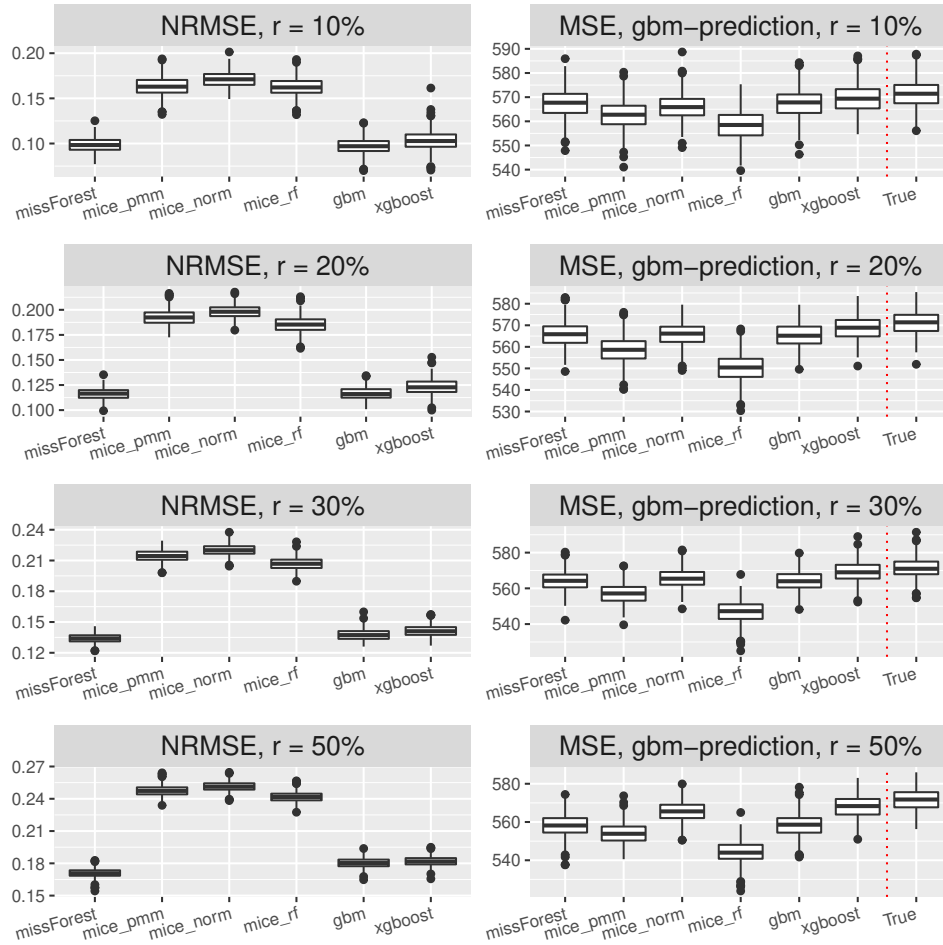 NRMSE, r = 10%
0.20
0.15
0.10
missForest mice_pmm mice_norm mice_rf gbm xgboost
MSE, gbm−prediction, r = 10%
590
580
570
560
550
540
missForest mice_pmm mice_norm mice_rf gbm xgboost True
NRMSE, r = 20%
0.200
0.175
0.150
0.125
0.100
missForest mice_pmm mice_norm mice_rf gbm xgboost
MSE, gbm−prediction, r = 20%
580
570
560
550
540
530
missForest mice_pmm mice_norm mice_rf gbm xgboost True
NRMSE, r = 30%
0.24
0.21
0.18
0.15
0.12
missForest mice_pmm mice_norm mice_rf gbm xgboost
MSE, gbm−prediction, r = 30%
580
560
540
missForest mice_pmm mice_norm mice_rf gbm xgboost True
NRMSE, r = 50%
0.27
0.24
0.21
0.18
0.15
missForest mice_pmm mice_norm mice_rf gbm xgboost
MSE, gbm−prediction, r = 50%
580
560
540
missForest mice_pmm mice_norm mice_rf gbm xgboost True